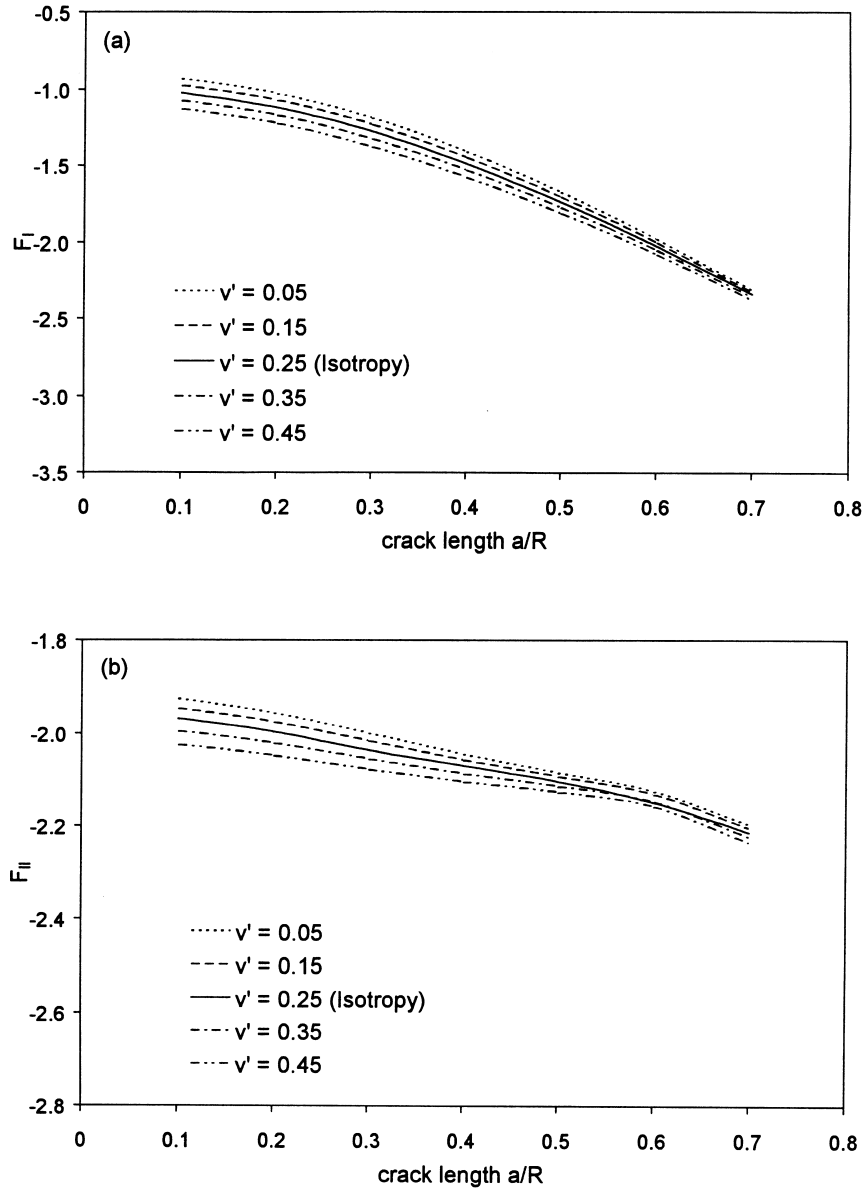 (a)
-0.5
-1.0
-1.5
-2.0
-2.5
-3.0
-3.5
F_I
v' = 0.05
v' = 0.15
v' = 0.25 (Isotropy)
v' = 0.35
v' = 0.45
0 0.1 0.2 0.3 0.4 0.5 0.6 0.7 0.8
crack length a/R
(b)
-1.8
-2.0
-2.2
-2.4
-2.6
-2.8
F_II
v' = 0.05
v' = 0.15
v' = 0.25 (Isotropy)
v' = 0.35
v' = 0.45
0 0.1 0.2 0.3 0.4 0.5 0.6 0.7 0.8
crack length a/R